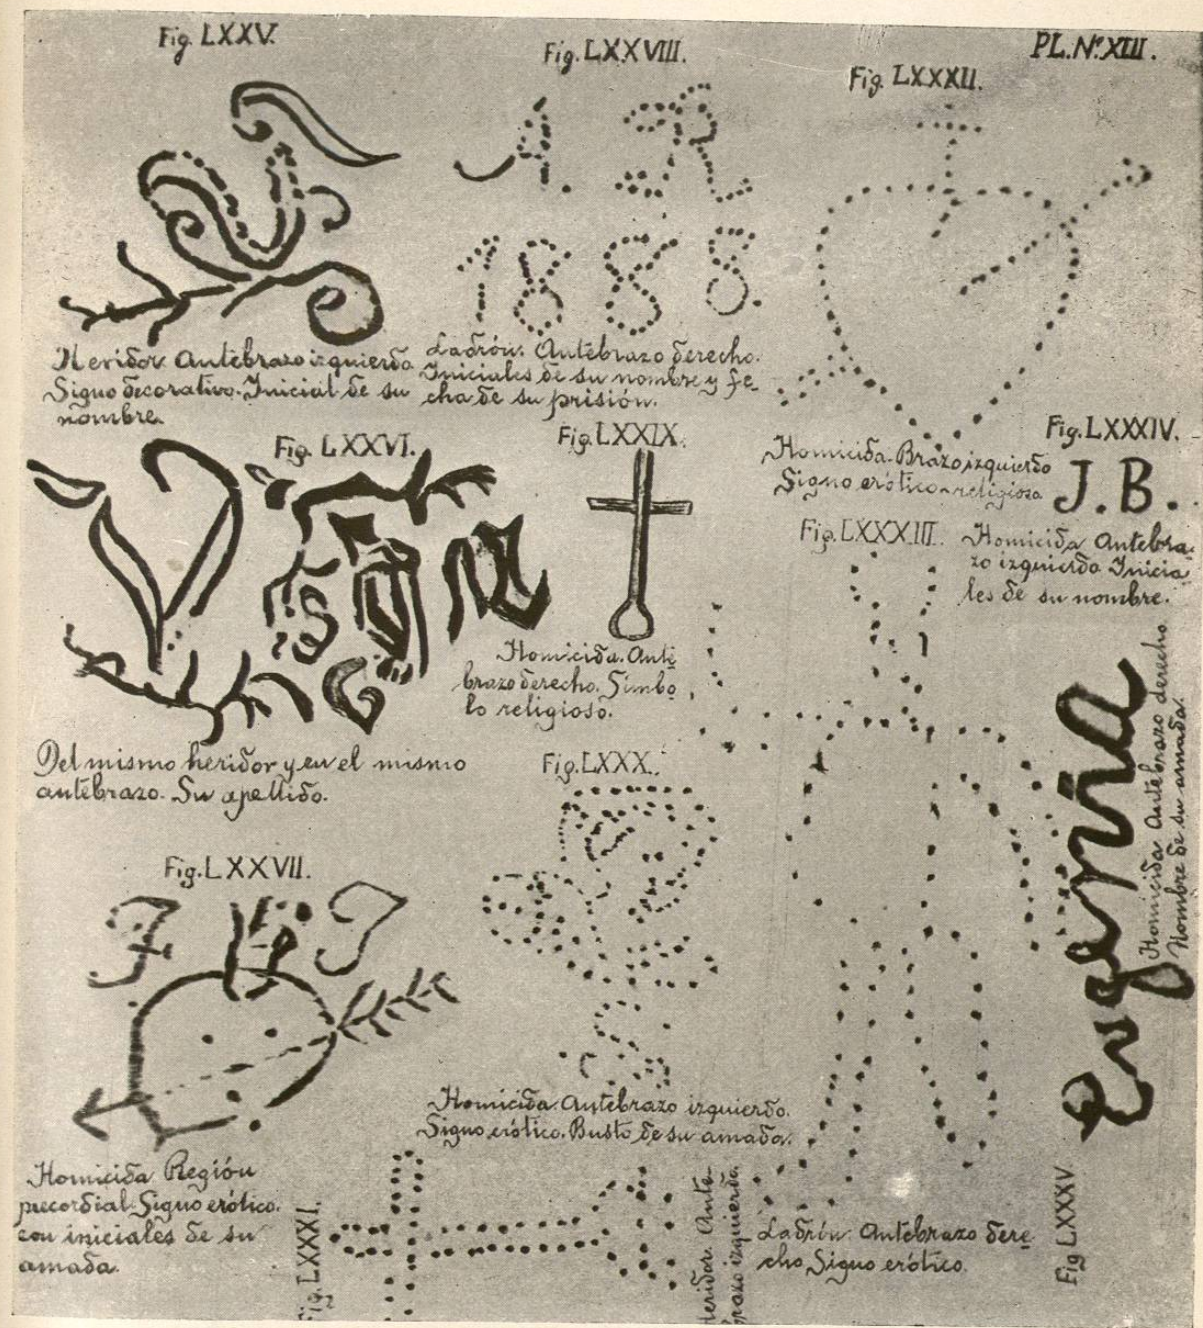 PL. Nº XIII.
Fig. LXXV.
Heridor. Antebrazo izquierdo
Signo decorativo. Inicial de su
nombre.
Fig. LXXVIII.
A. R
1888.
Ladrón. Antebrazo derecho.
Iniciales de su nombre y fe-
cha de su prisión.
Fig. LXXXII.
Homicida. Brazo izquierdo
Signo erótico-religioso
Fig. LXXVI.
Del mismo heridor y en el mismo
antebrazo. Su apellido.
Fig. LXXIX.
Homicida. Ante-
brazo derecho. Símbo-
lo religioso.
Fig. LXXXIV.
J. B.
Homicida Antebra-
zo izquierdo Inicia-
les de su nombre.
Fig. LXXXIII.
Ladrón. Antebrazo dere-
cho Signo erótico.
Fig. LXXVII.
J J
Homicida Región
precordial. Signo erótico.
con iniciales de su
amada.
Fig. LXXX.
Homicida. Antebrazo izquierdo.
Signo erótico. Busto de su amada.
Fig. LXXXI.
Heridor. Ante-
brazo izquierdo.
Fig LXXXV
Eugenia
Homicida Antebrazo derecho
Nombre de su amada.